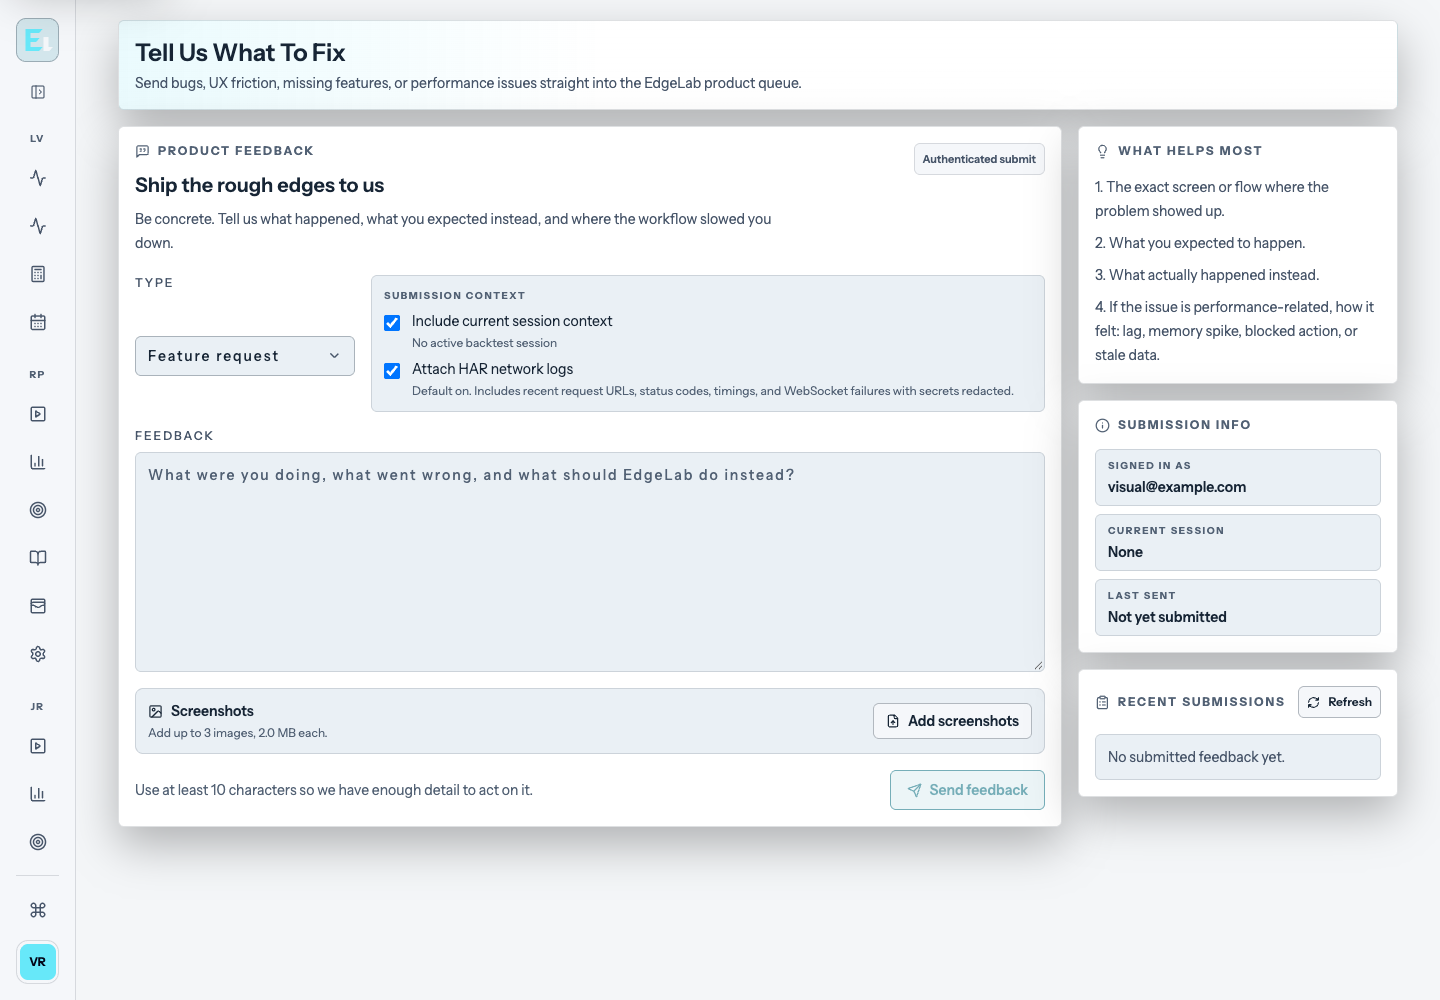 EL
LV
RP
JR
VR
Tell Us What To Fix
Send bugs, UX friction, missing features, or performance issues straight into the EdgeLab product queue.
PRODUCT FEEDBACK
Authenticated submit
Ship the rough edges to us
Be concrete. Tell us what happened, what you expected instead, and where the workflow slowed you
down.
TYPE
Feature request
SUBMISSION CONTEXT
Include current session context
No active backtest session
Attach HAR network logs
Default on. Includes recent request URLs, status codes, timings, and WebSocket failures with secrets redacted.
FEEDBACK
What were you doing, what went wrong, and what should EdgeLab do instead?
Screenshots
Add up to 3 images, 2.0 MB each.
Add screenshots
Use at least 10 characters so we have enough detail to act on it.
Send feedback
WHAT HELPS MOST
1. The exact screen or flow where the
problem showed up.
2. What you expected to happen.
3. What actually happened instead.
4. If the issue is performance-related, how it
felt: lag, memory spike, blocked action, or
stale data.
SUBMISSION INFO
SIGNED IN AS
visual@example.com
CURRENT SESSION
None
LAST SENT
Not yet submitted
RECENT SUBMISSIONS
Refresh
No submitted feedback yet.